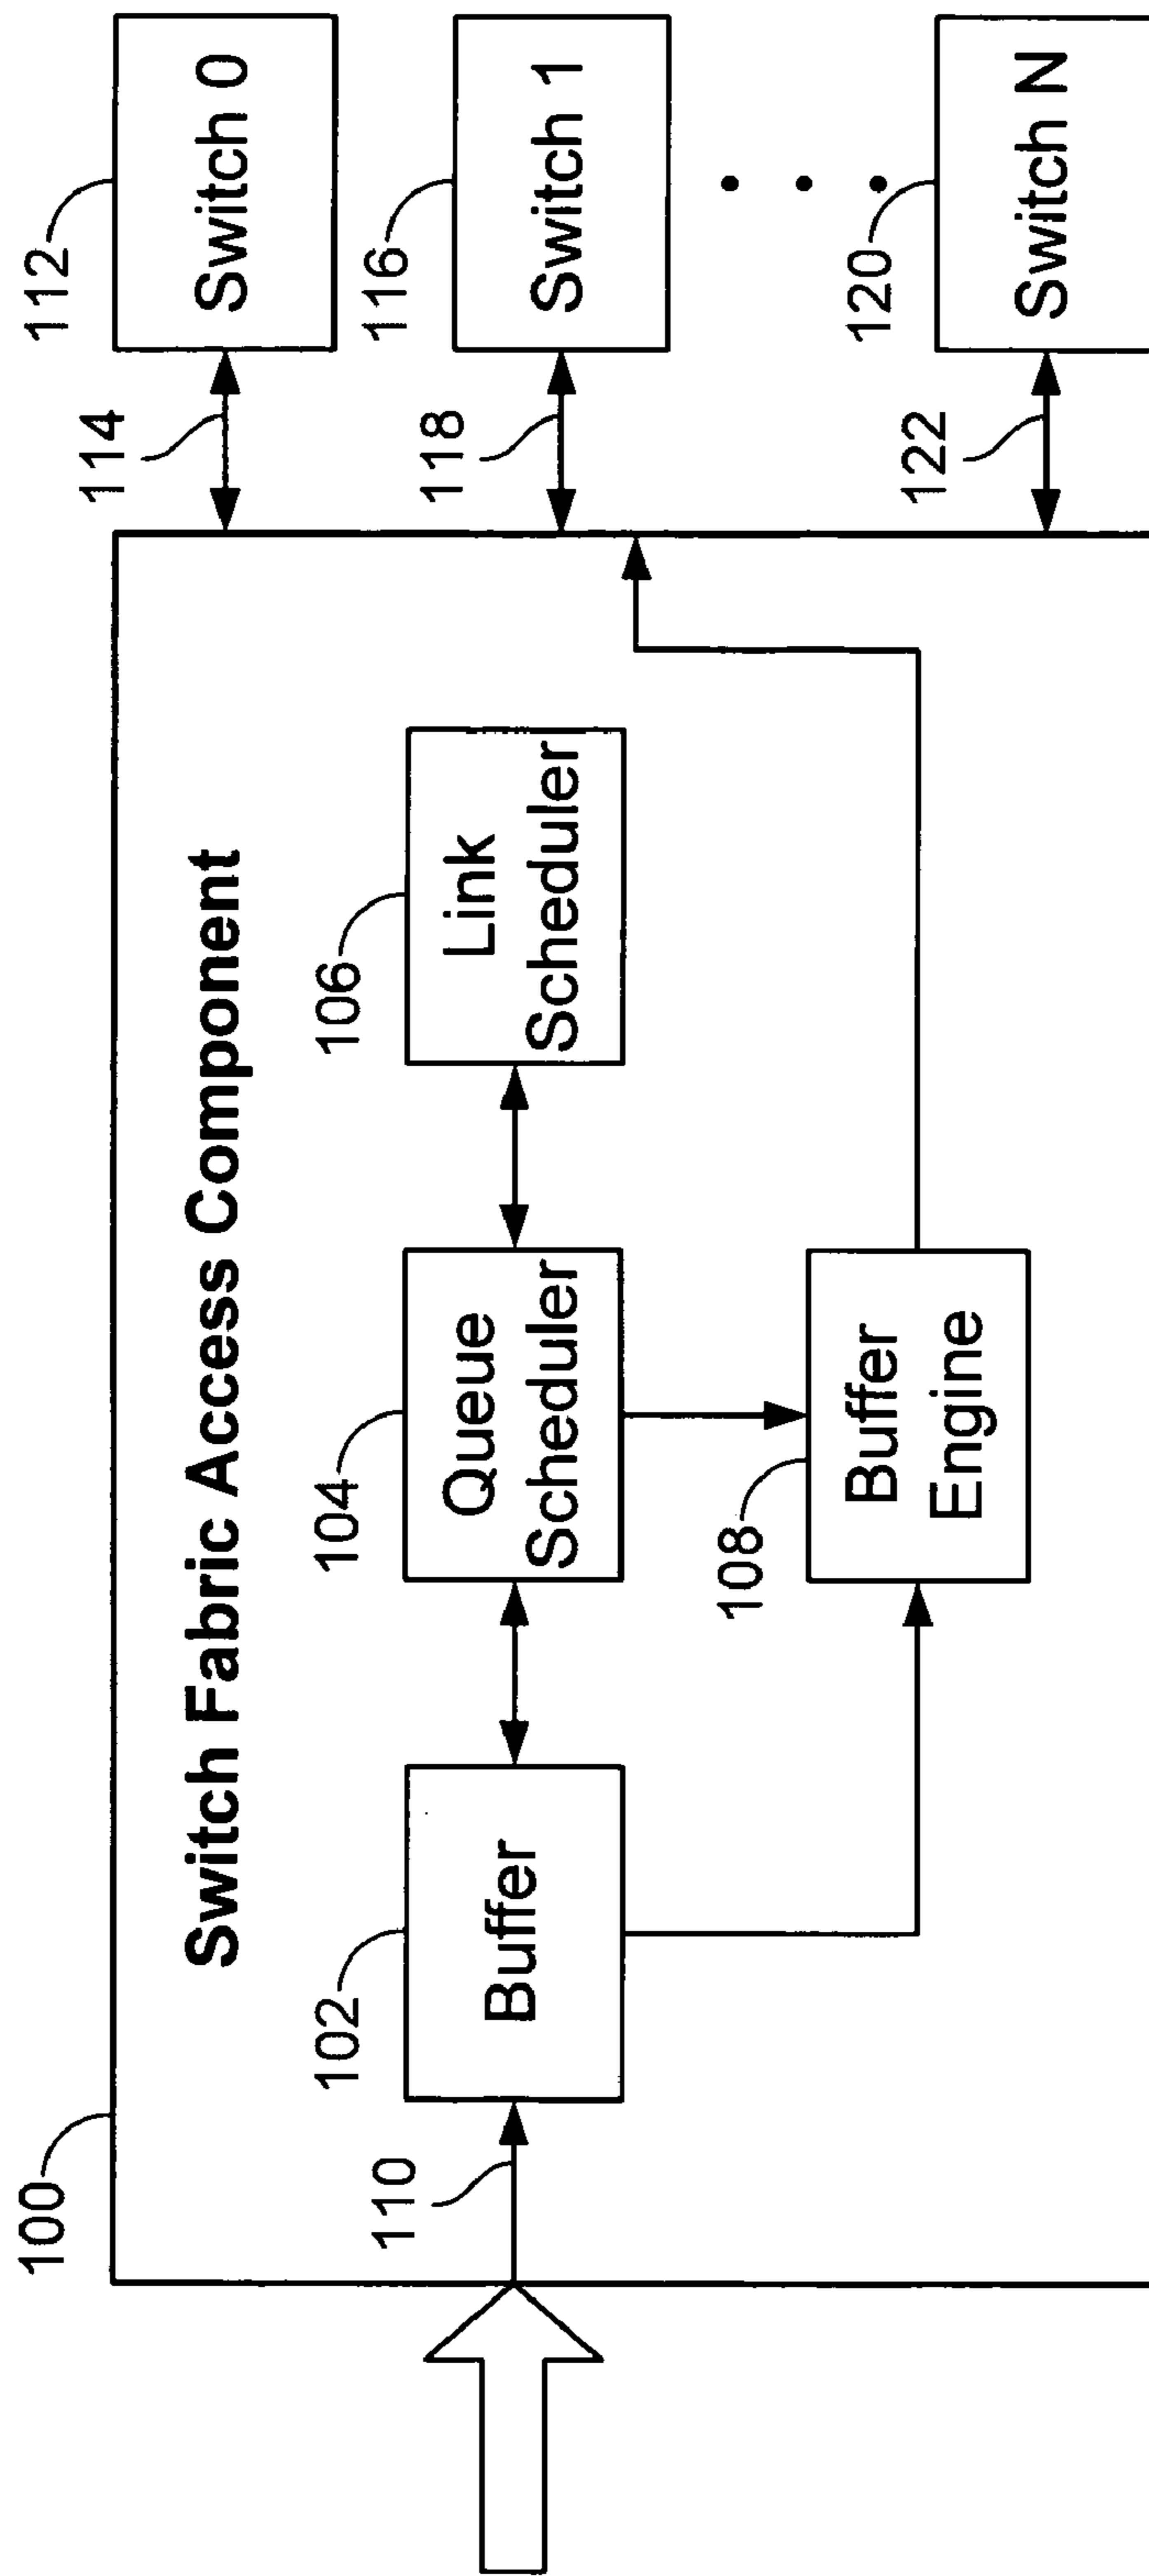 100
Switch Fabric Access Component
110
102
Buffer
104
Queue
Scheduler
106
Link
Scheduler
108
Buffer
Engine
112
Switch 0
114
116
Switch 1
118
120
Switch N
122